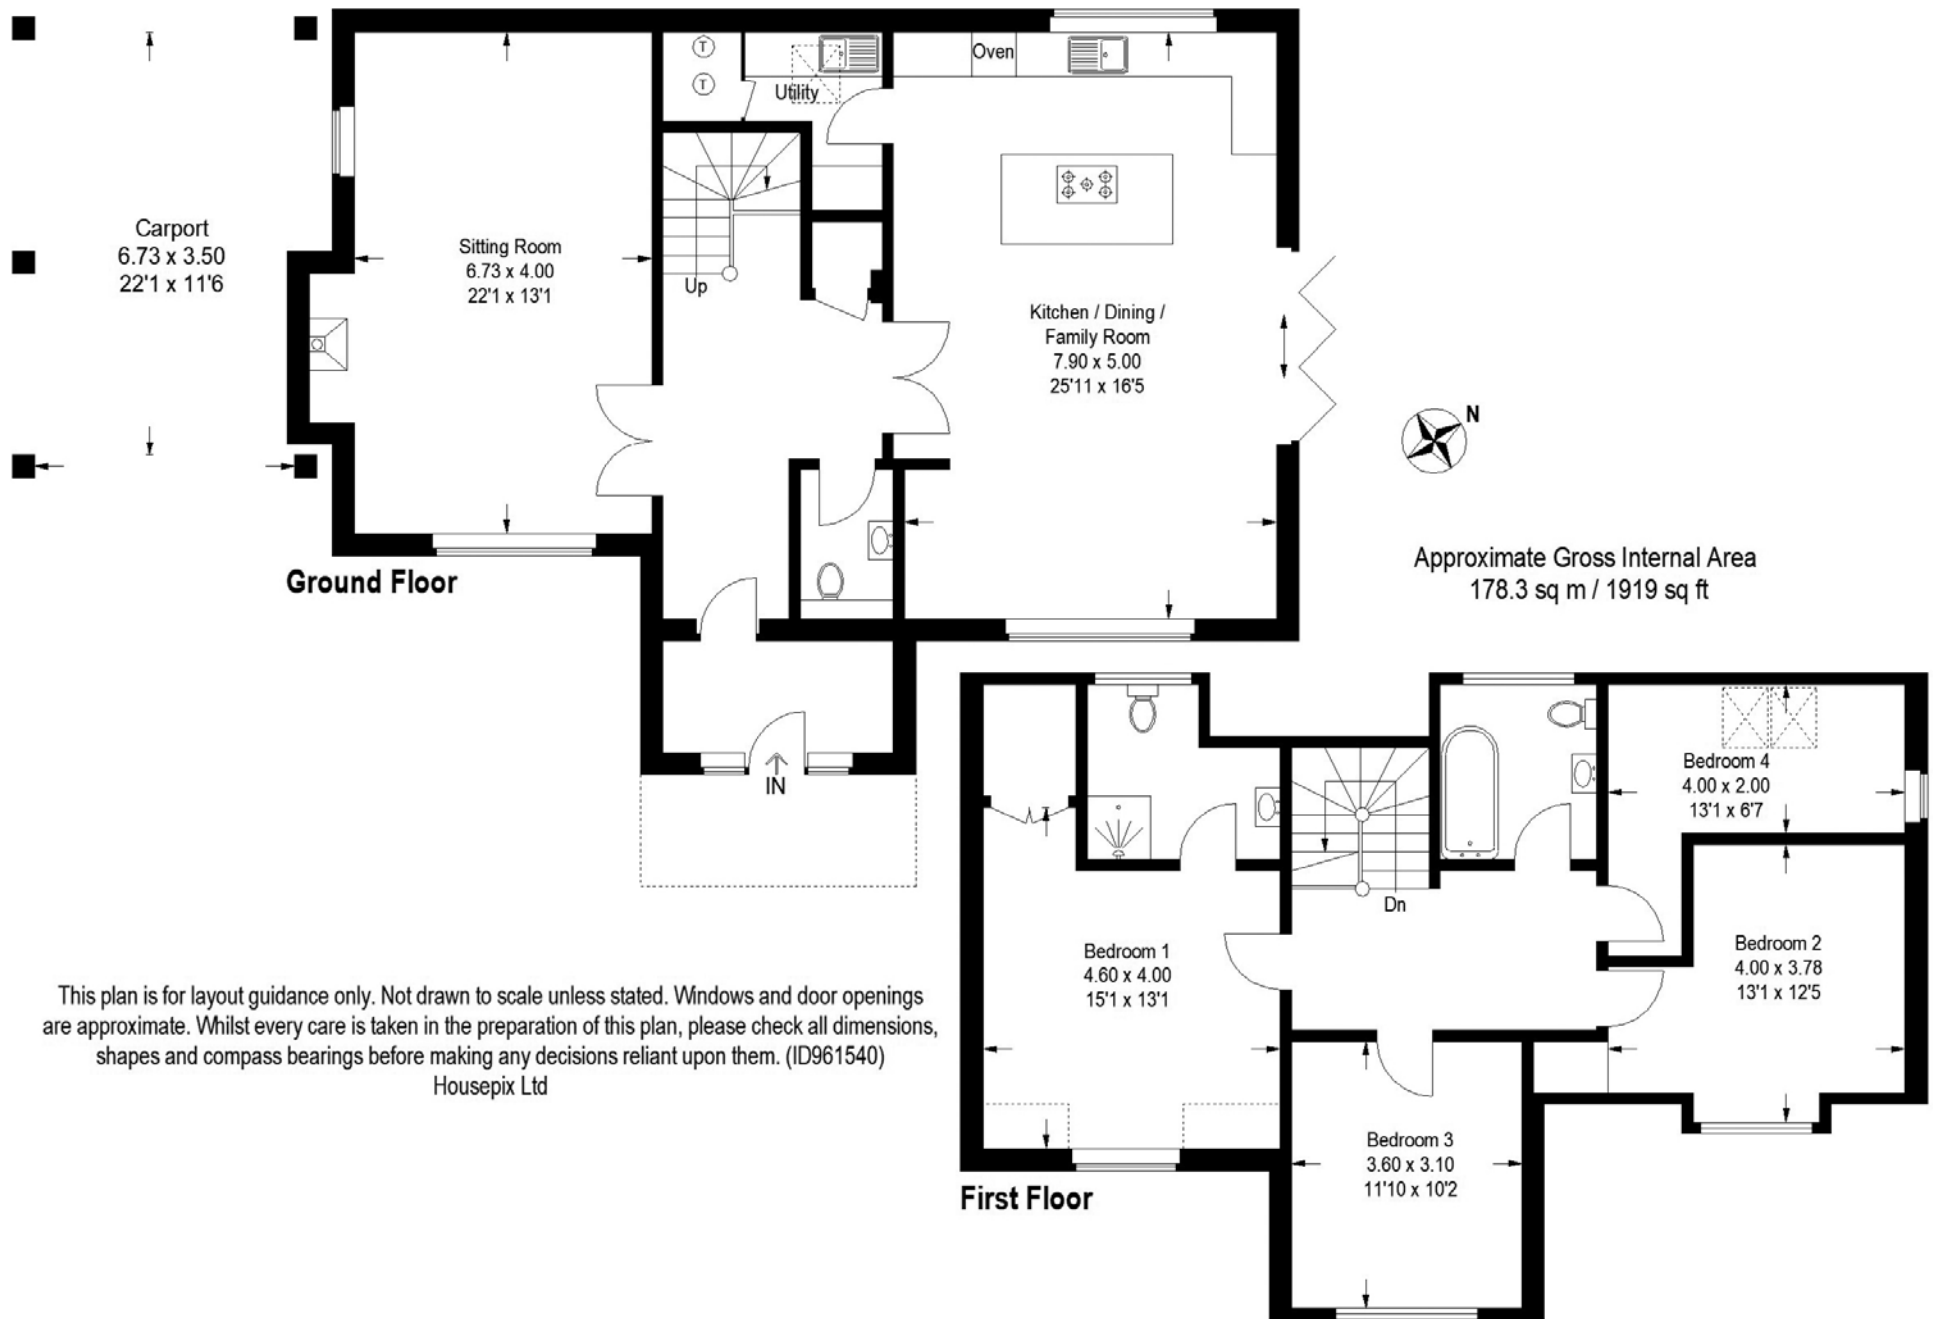 Carport
6.73 x 3.50
22'1 x 11'6
Sitting Room
6.73 x 4.00
22'1 x 13'1
T
T
Utility
Up
Oven
Kitchen / Dining /
Family Room
7.90 x 5.00
25'11 x 16'5
N
IN
Ground Floor
Approximate Gross Internal Area
178.3 sq m / 1919 sq ft
Bedroom 1
4.60 x 4.00
15'1 x 13'1
Dn
Bedroom 4
4.00 x 2.00
13'1 x 6'7
Bedroom 2
4.00 x 3.78
13'1 x 12'5
Bedroom 3
3.60 x 3.10
11'10 x 10'2
First Floor
This plan is for layout guidance only. Not drawn to scale unless stated. Windows and door openings
are approximate. Whilst every care is taken in the preparation of this plan, please check all dimensions,
shapes and compass bearings before making any decisions reliant upon them. (ID961540)
Housepix Ltd